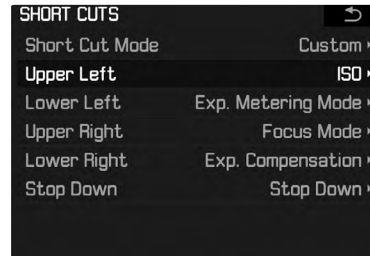 SHORT CUTS
Short Cut Mode Custom
Upper Left ISO
Lower Left Exp. Metering Mode
Upper Right Focus Mode
Lower Right Exp. Compensation
Stop Down Stop Down